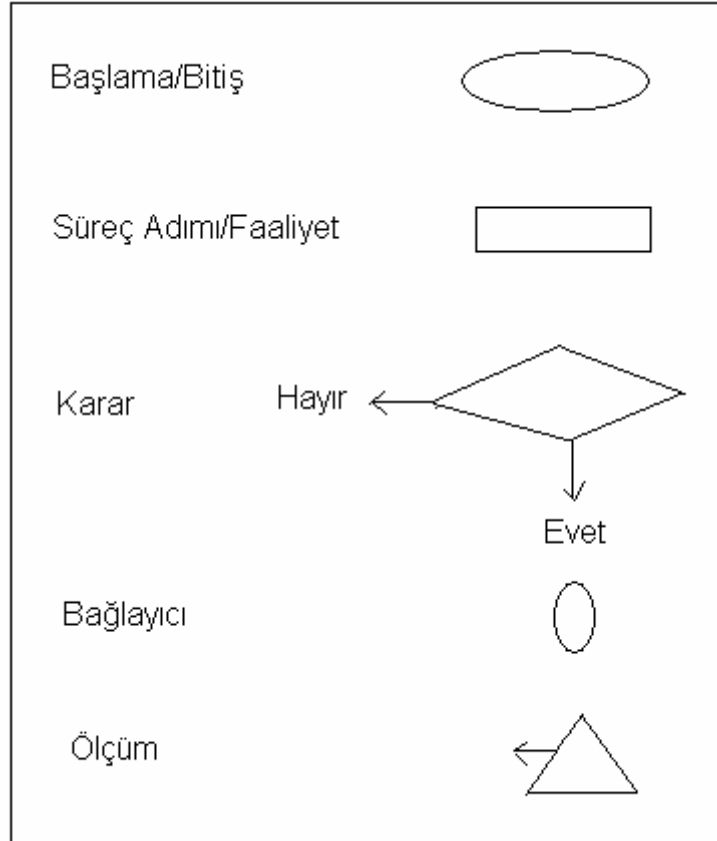 Başlama/Bitiş
Süreç Adımı/Faaliyet
Karar
Hayır
Evet
Bağlayıcı
Ölçüm